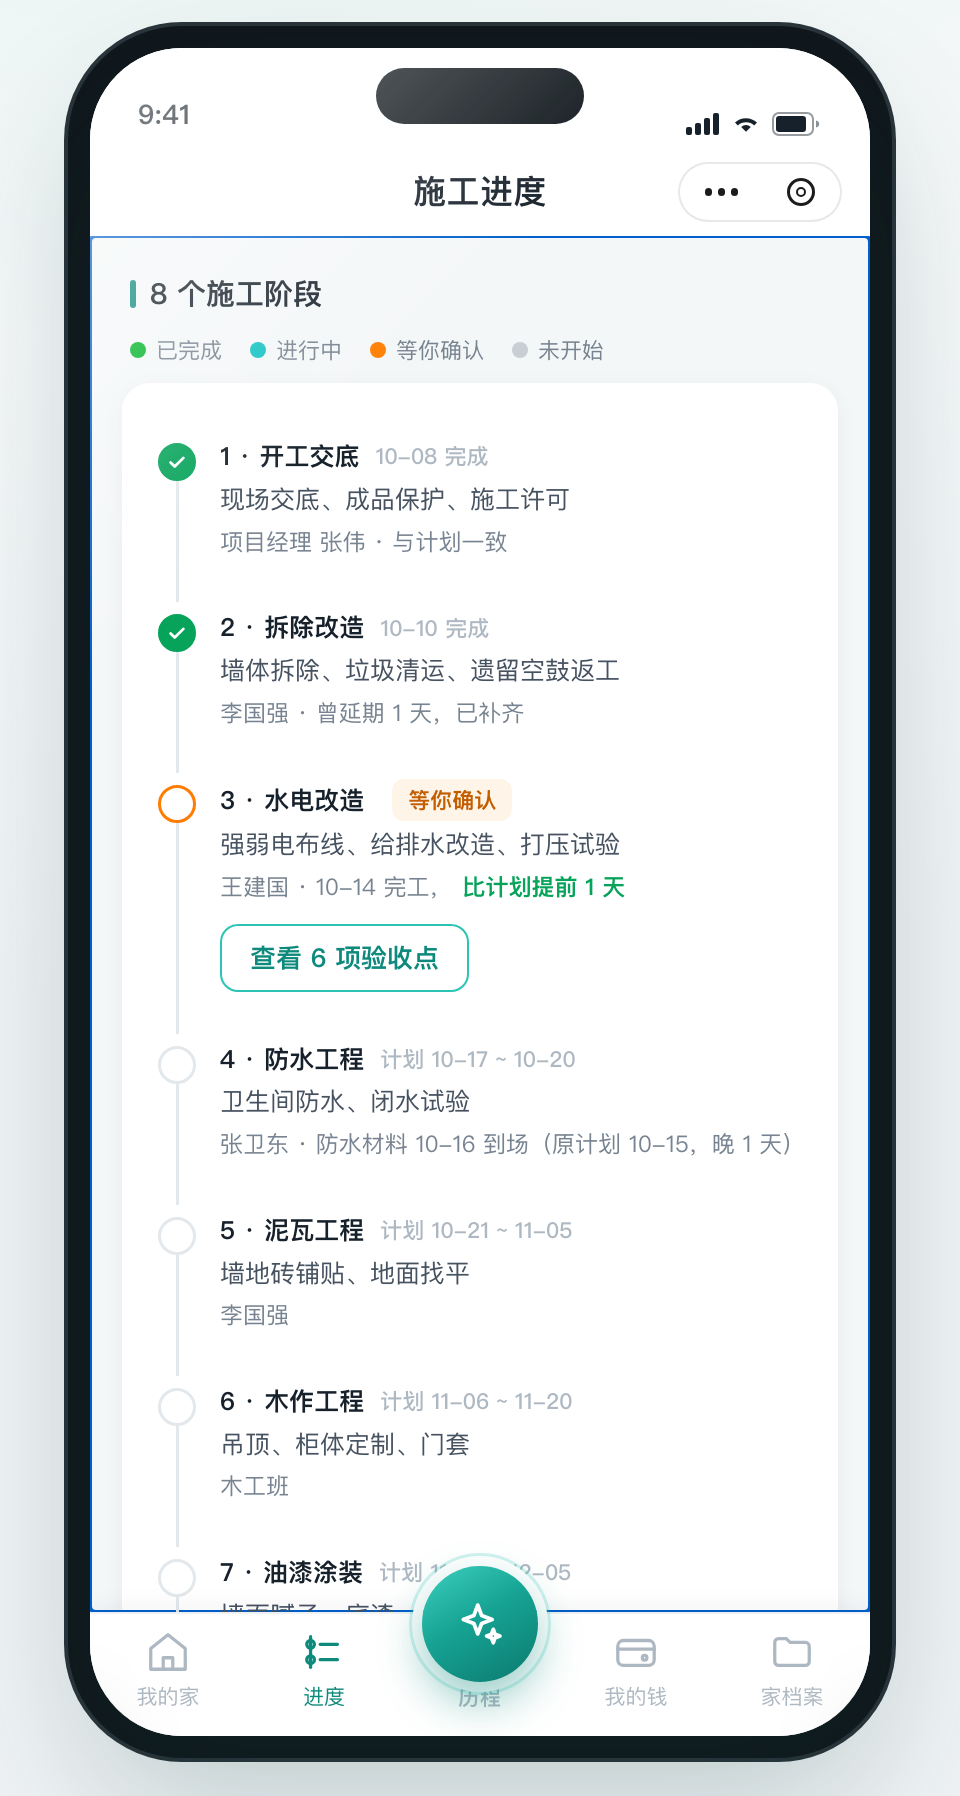 9:41
施工进度
8 个施工阶段
已完成 进行中 等你确认 未开始
1 · 开工交底 10-08 完成
现场交底、成品保护、施工许可
项目经理 张伟 · 与计划一致
2 · 拆除改造 10-10 完成
墙体拆除、垃圾清运、遗留空鼓返工
李国强 · 曾延期 1 天，已补齐
3 · 水电改造 等你确认
强弱电布线、给排水改造、打压试验
王建国 · 10-14 完工， 比计划提前 1 天
查看 6 项验收点
4 · 防水工程 计划 10-17 ~ 10-20
卫生间防水、闭水试验
张卫东 · 防水材料 10-16 到场（原计划 10-15，晚 1 天）
5 · 泥瓦工程 计划 10-21 ~ 11-05
墙地砖铺贴、地面找平
李国强
6 · 木作工程 计划 11-06 ~ 11-20
吊顶、柜体定制、门套
木工班
7 · 油漆涂装 计划
我的家 进度 历程 我的钱 家档案